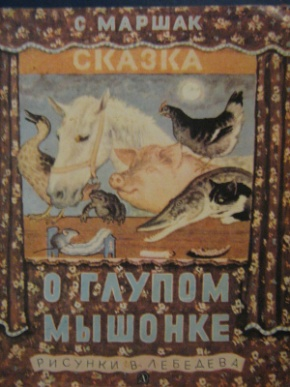 С. МАРШАК
СКАЗКА
О ГЛУПОМ
МЫШОНКЕ
РИСУНКИ В. ЛЕБЕДЕВА